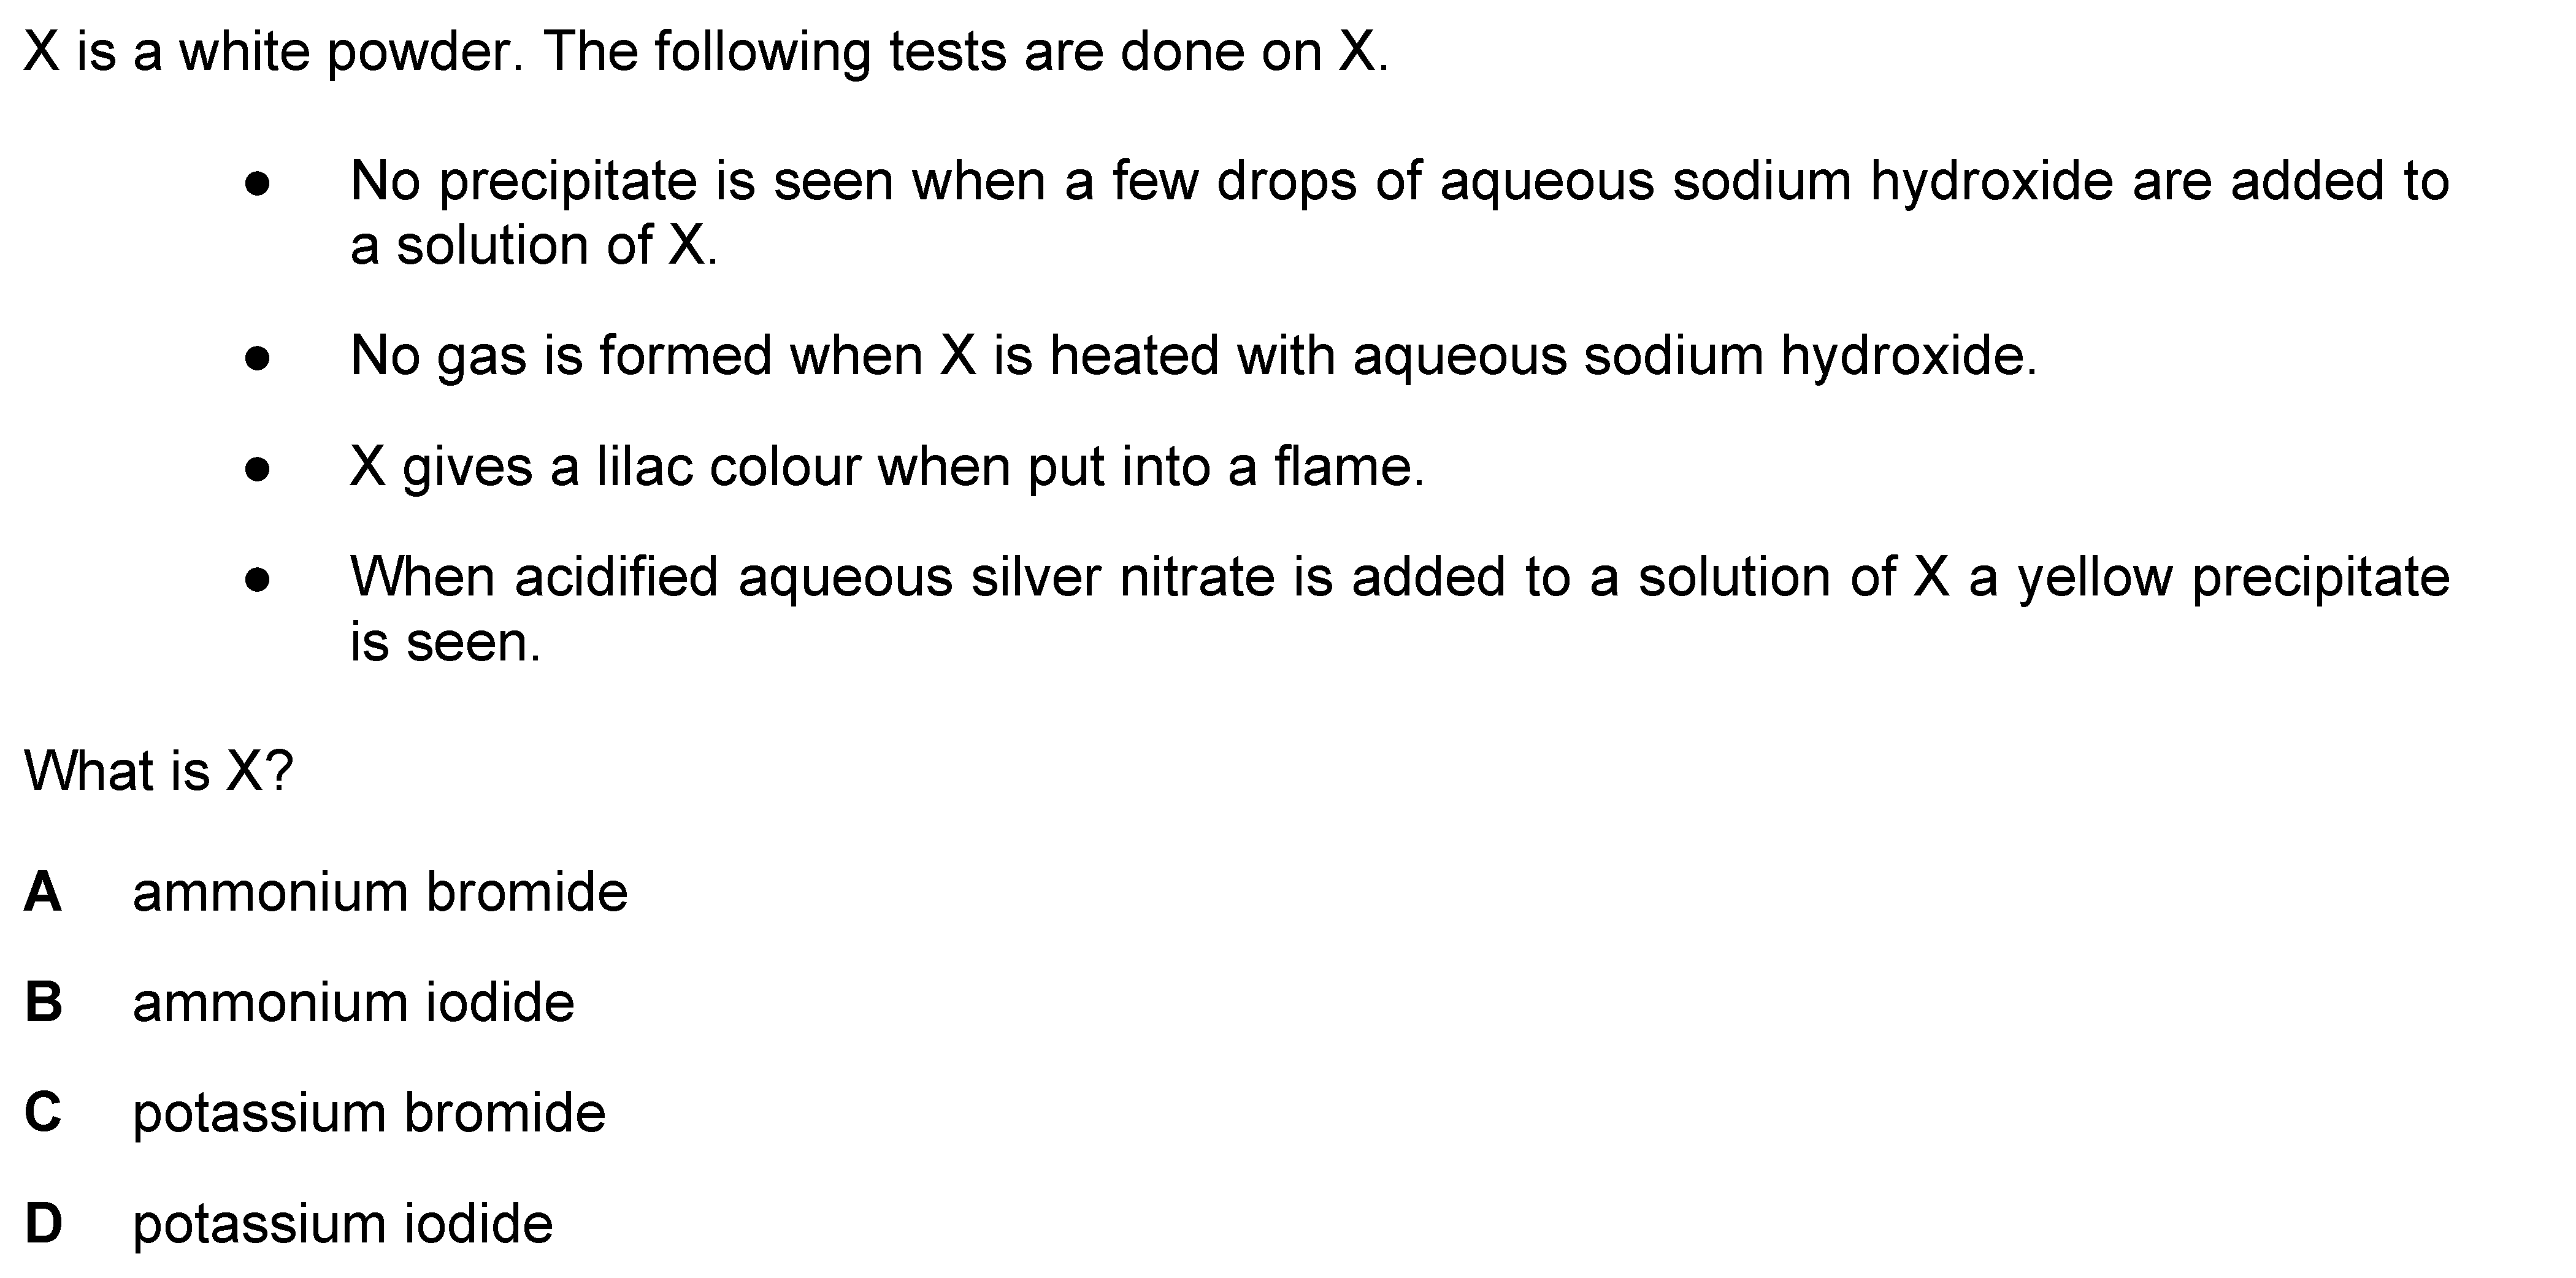 X is a white powder. The following tests are done on X.
● No precipitate is seen when a few drops of aqueous sodium hydroxide are added to
a solution of X.
● No gas is formed when X is heated with aqueous sodium hydroxide.
● X gives a lilac colour when put into a flame.
● When acidified aqueous silver nitrate is added to a solution of X a yellow precipitate
is seen.
What is X?
A ammonium bromide
B ammonium iodide
C potassium bromide
D potassium iodide